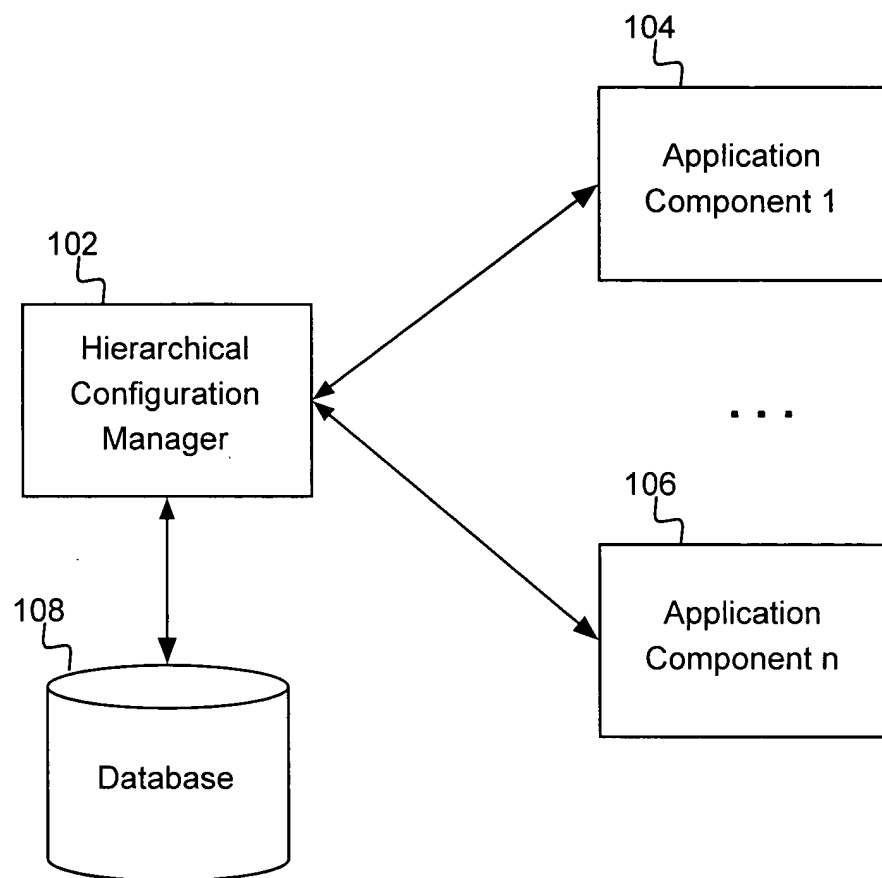 104
Application
Component 1
102
Hierarchical
Configuration
Manager
. . .
106
Application
Component n
108
Database